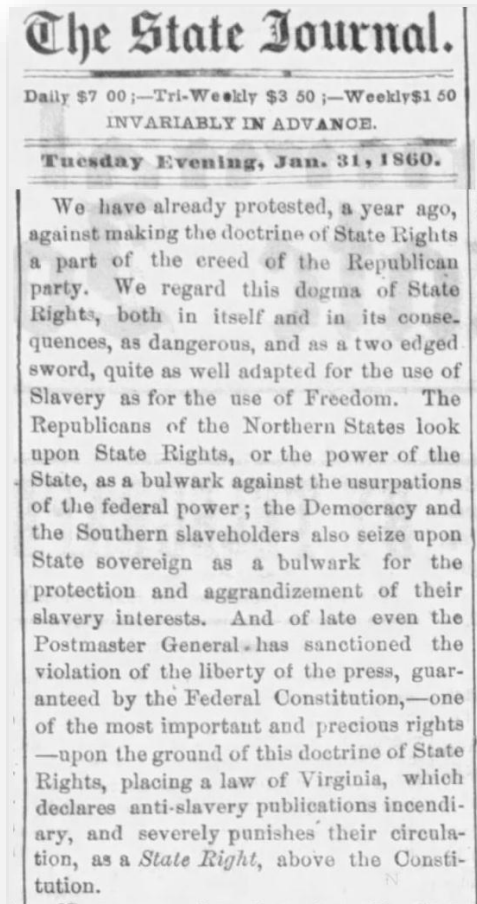 The State Journal.
Daily $7 00;—Tri-Weekly $3 50;—Weekly $1 50
INVARIABLY IN ADVANCE.
Tuesday Evening, Jan. 31, 1860.
We have already protested, a year ago,
against making the doctrine of State Rights
a part of the creed of the Republican
party. We regard this dogma of State
Rights, both in itself and in its conse-
quences, as dangerous, and as a two edged
sword, quite as well adapted for the use of
Slavery as for the use of Freedom. The
Republicans of the Northern States look
upon State Rights, or the power of the
State, as a bulwark against the usurpations
of the federal power; the Democracy and
the Southern slaveholders also seize upon
State sovereign as a bulwark for the
protection and aggrandizement of their
slavery interests. And of late even the
Postmaster General has sanctioned the
violation of the liberty of the press, guar-
anteed by the Federal Constitution,—one
of the most important and precious rights
—upon the ground of this doctrine of State
Rights, placing a law of Virginia, which
declares anti-slavery publications incendi-
ary, and severely punishes their circula-
tion, as a State Right, above the Consti-
tution.